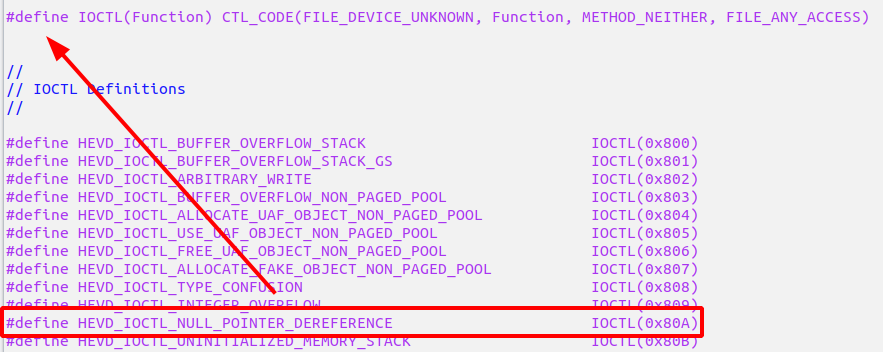 #define IOCTL(Function) CTL_CODE(FILE_DEVICE_UNKNOWN, Function, METHOD_NEITHER, FILE_ANY_ACCESS)
//
// IOCTL Definitions
//
#define HEVD_IOCTL_BUFFER_OVERFLOW_STACK IOCTL(0x800)
#define HEVD_IOCTL_BUFFER_OVERFLOW_STACK_GS IOCTL(0x801)
#define HEVD_IOCTL_ARBITRARY_WRITE IOCTL(0x802)
#define HEVD_IOCTL_BUFFER_OVERFLOW_NON_PAGED_POOL IOCTL(0x803)
#define HEVD_IOCTL_ALLOCATE_UAF_OBJECT_NON_PAGED_POOL IOCTL(0x804)
#define HEVD_IOCTL_USE_UAF_OBJECT_NON_PAGED_POOL IOCTL(0x805)
#define HEVD_IOCTL_FREE_UAF_OBJECT_NON_PAGED_POOL IOCTL(0x806)
#define HEVD_IOCTL_ALLOCATE_FAKE_OBJECT_NON_PAGED_POOL IOCTL(0x807)
#define HEVD_IOCTL_TYPE_CONFUSION IOCTL(0x808)
#define HEVD_IOCTL_INTEGER_OVERFLOW IOCTL(0x809)
#define HEVD_IOCTL_NULL_POINTER_DEREFERENCE IOCTL(0x80A)
#define HEVD_IOCTL_UNINITIALIZED_MEMORY_STACK IOCTL(0x80B)